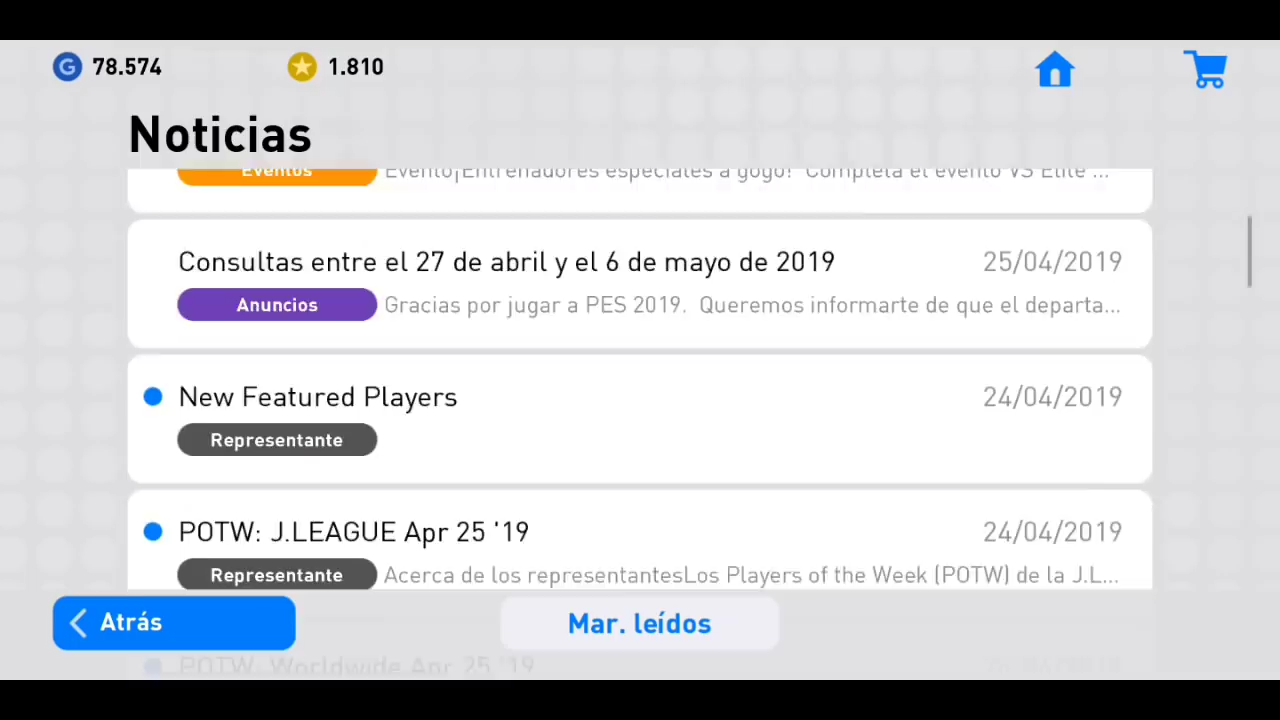 78.574
1.810
Noticias
Eventos
Evento¡Entrenadores especiales a gogo! Completa el evento VS Élite ...
Consultas entre el 27 de abril y el 6 de mayo de 2019
25/04/2019
Anuncios
Gracias por jugar a PES 2019. Queremos informarte de que el departa...
New Featured Players
24/04/2019
Representante
POTW: J.LEAGUE Apr 25 '19
24/04/2019
Representante
Acerca de los representantesLos Players of the Week (POTW) de la J.L...
Atrás
Mar. leídos
POTW: Worldwide Apr 25 '19